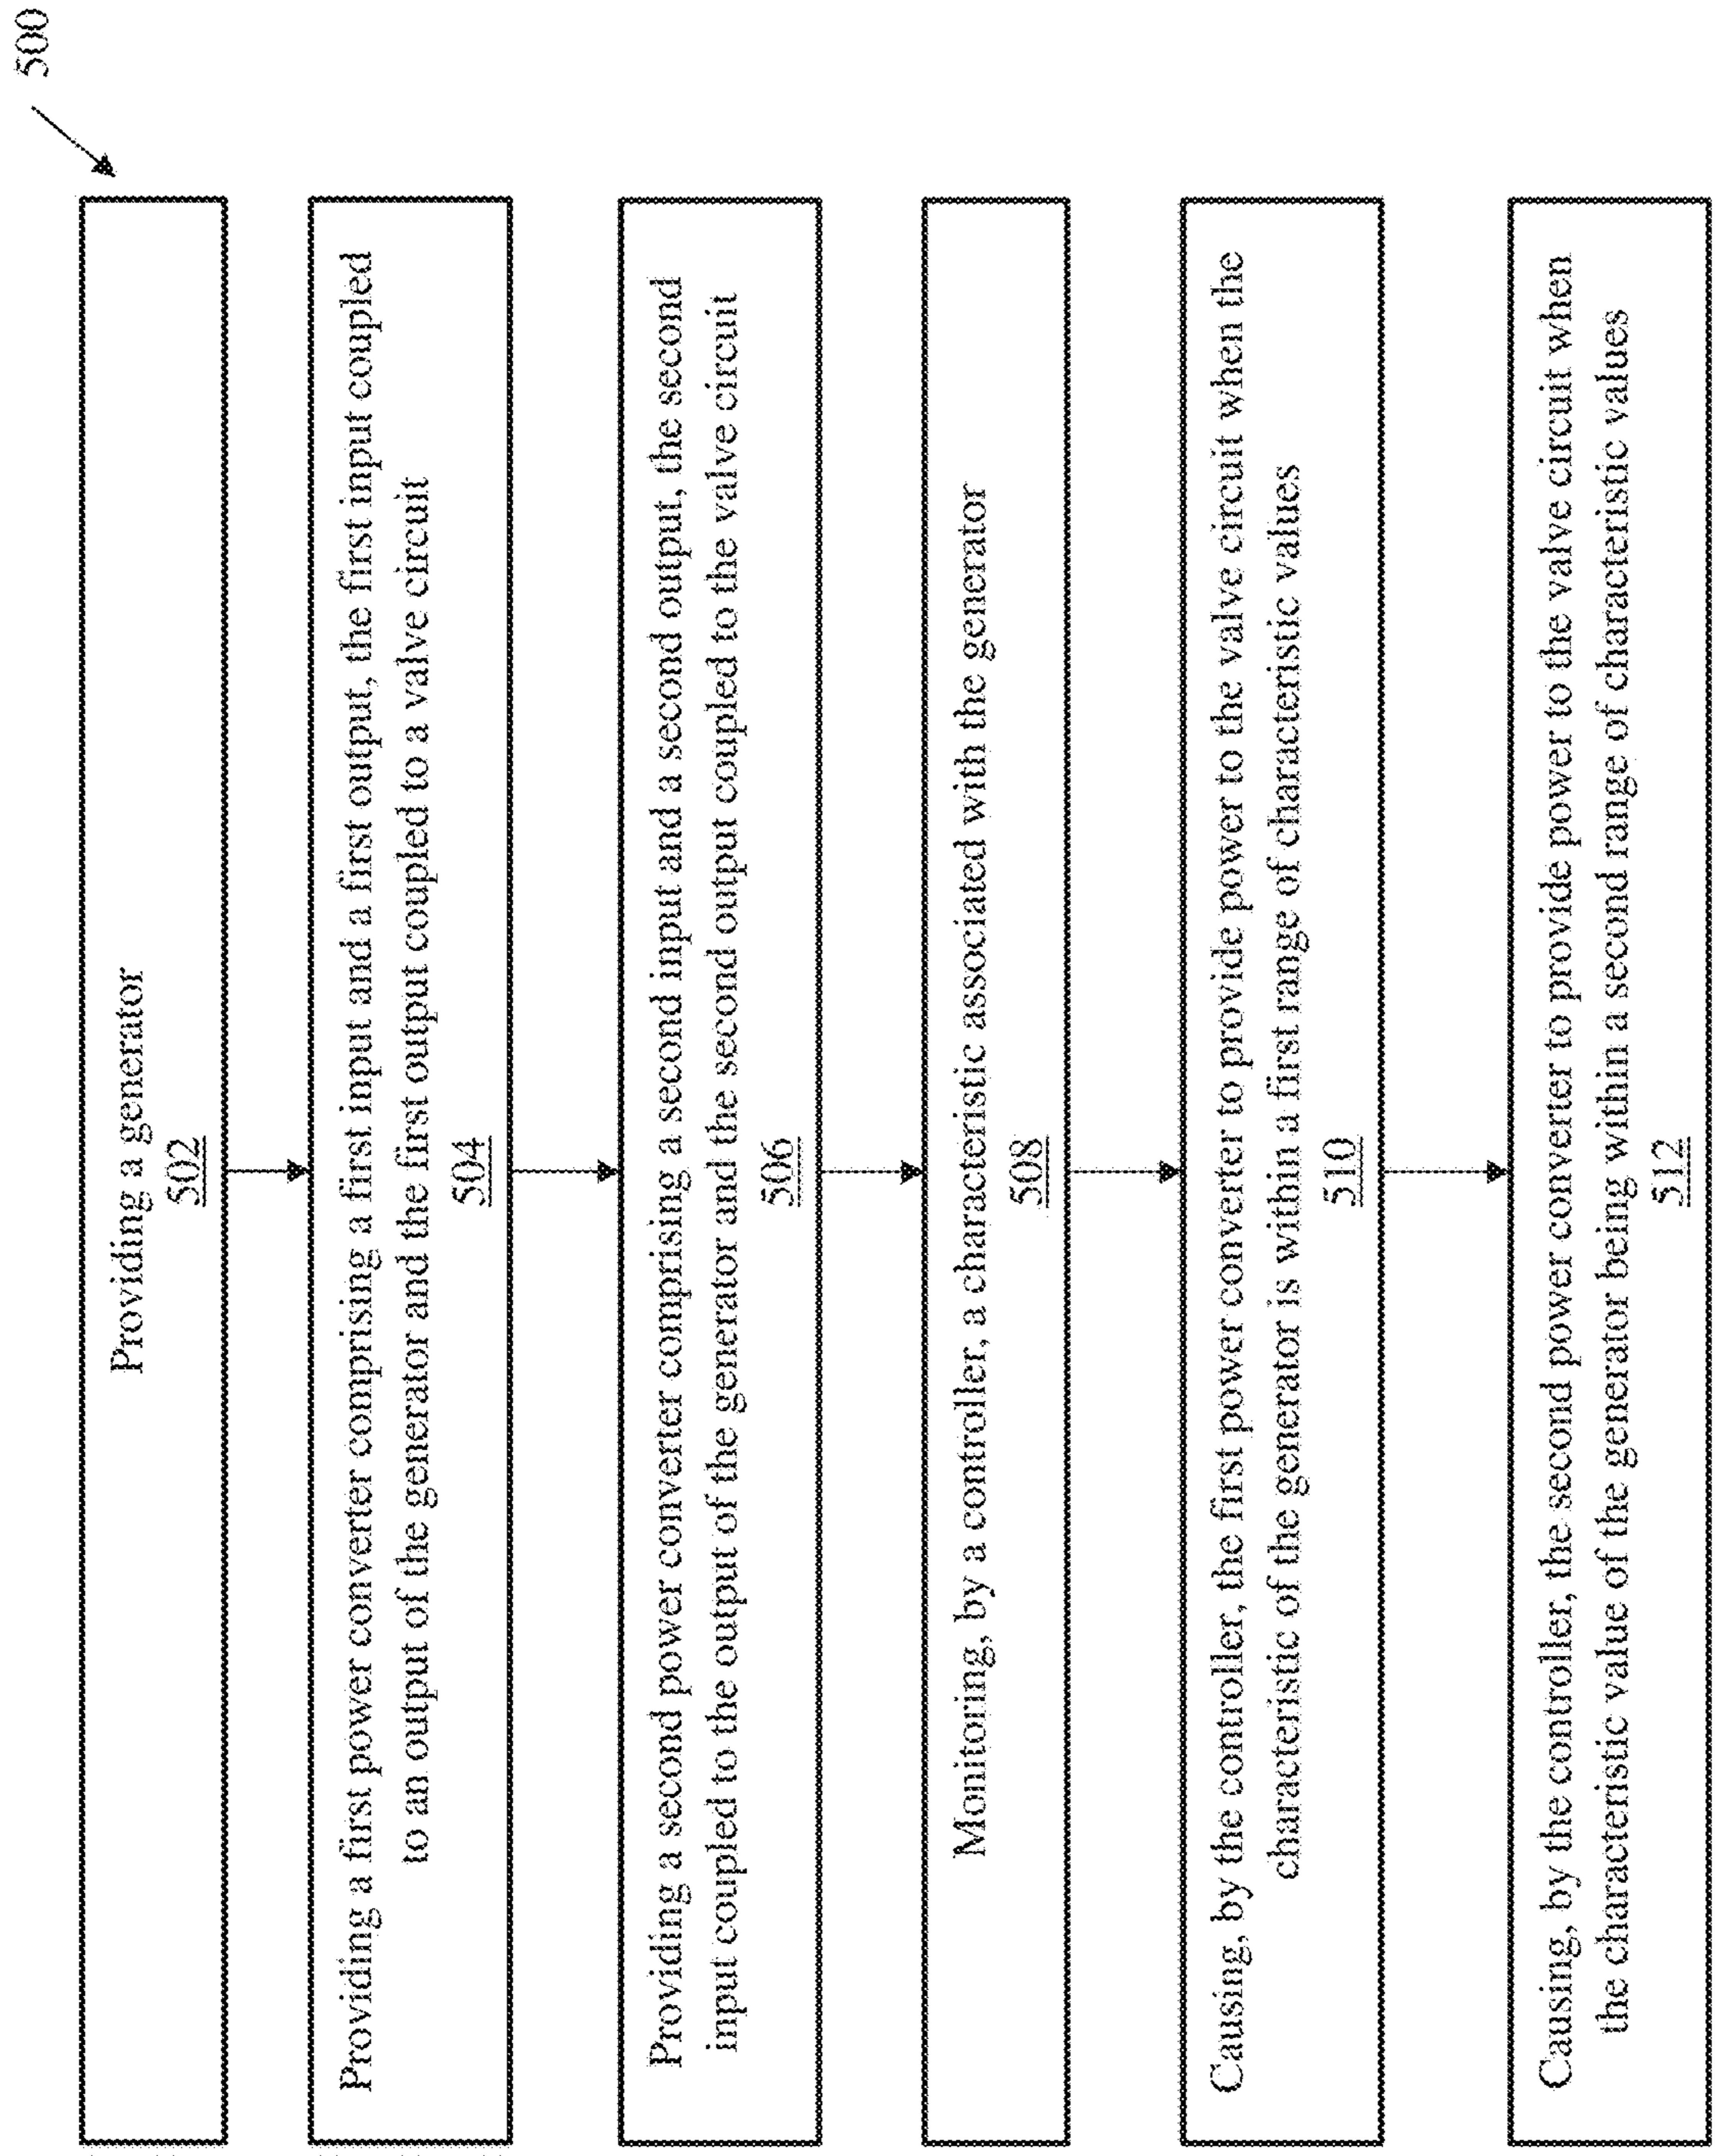 500
Providing a generator
502
Providing a first power converter comprising a first input and a first output, the first input coupled
to an output of the generator and the first output coupled to a valve circuit
504
Providing a second power converter comprising a second input and a second output, the second
input coupled to the output of the generator and the second output coupled to the valve circuit
506
Monitoring, by a controller, a characteristic associated with the generator
508
Causing, by the controller, the first power converter to provide power to the valve circuit when the
characteristic of the generator is within a first range of characteristic values
510
Causing, by the controller, the second power converter to provide power to the valve circuit when
the characteristic value of the generator being within a second range of characteristic values
512